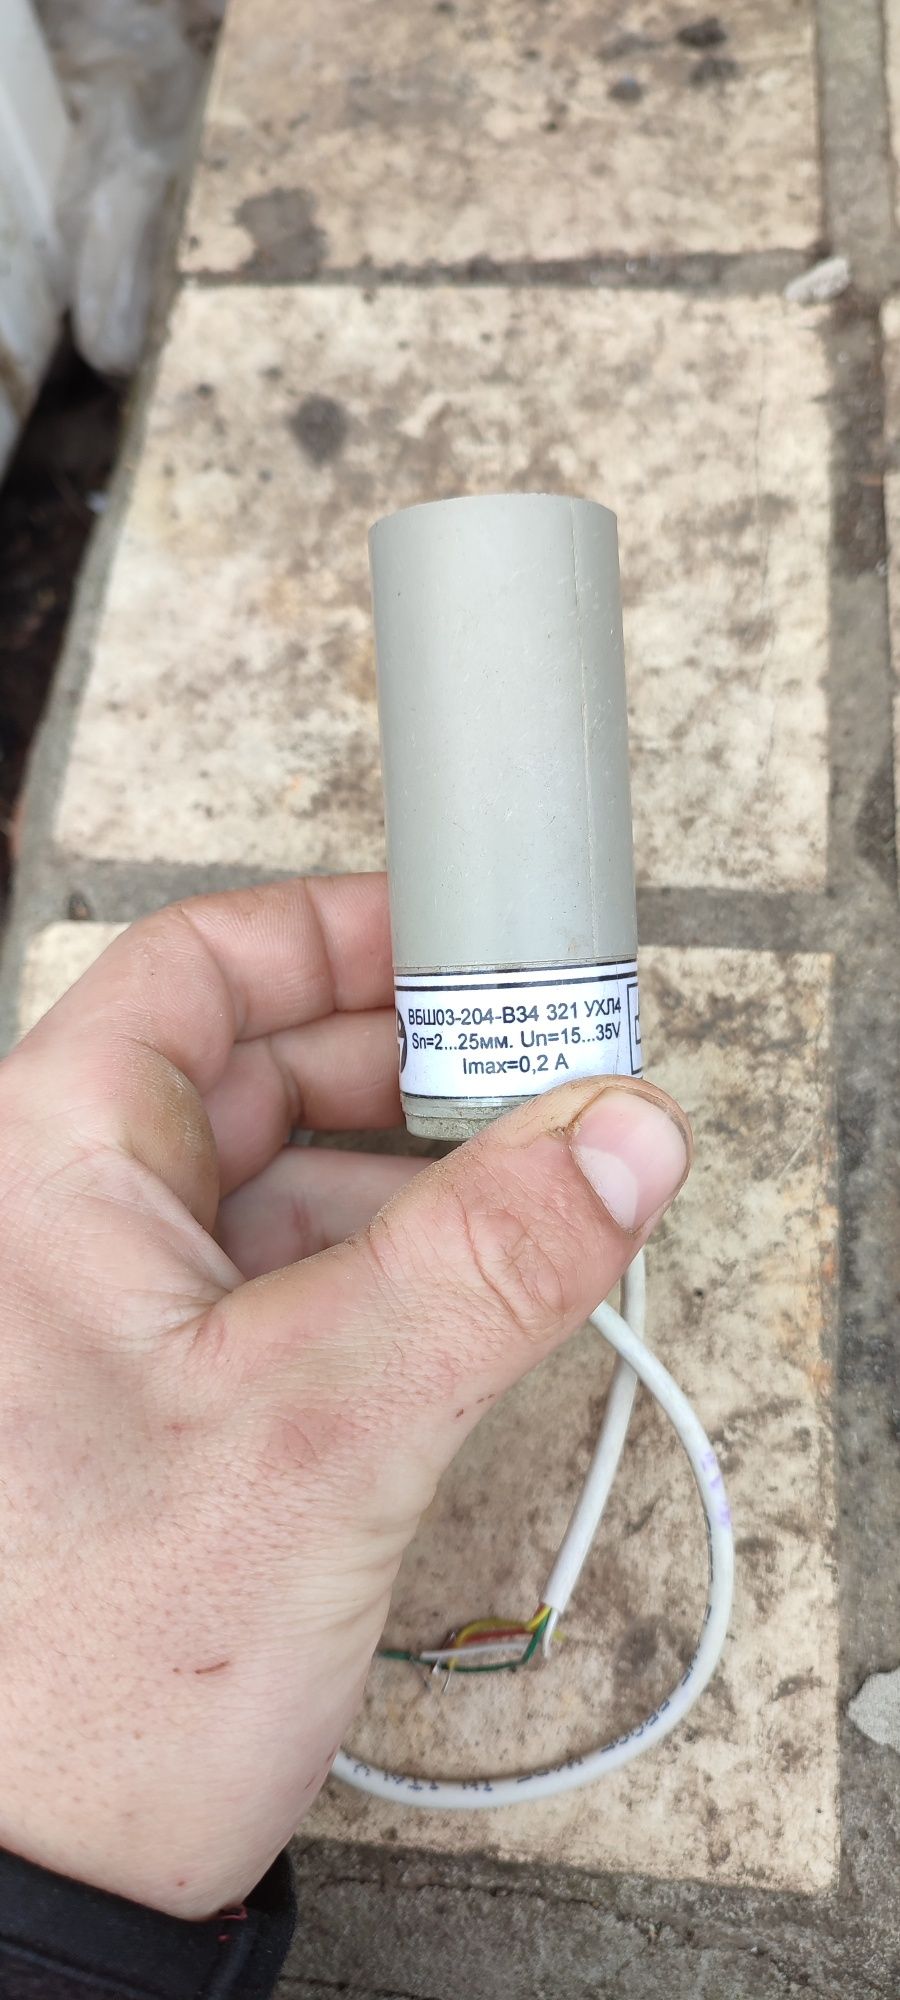 ВБШ03-204-В34 321 УХЛ4
Sn=2...25мм. Un=15...35V
Imax=0,2 А